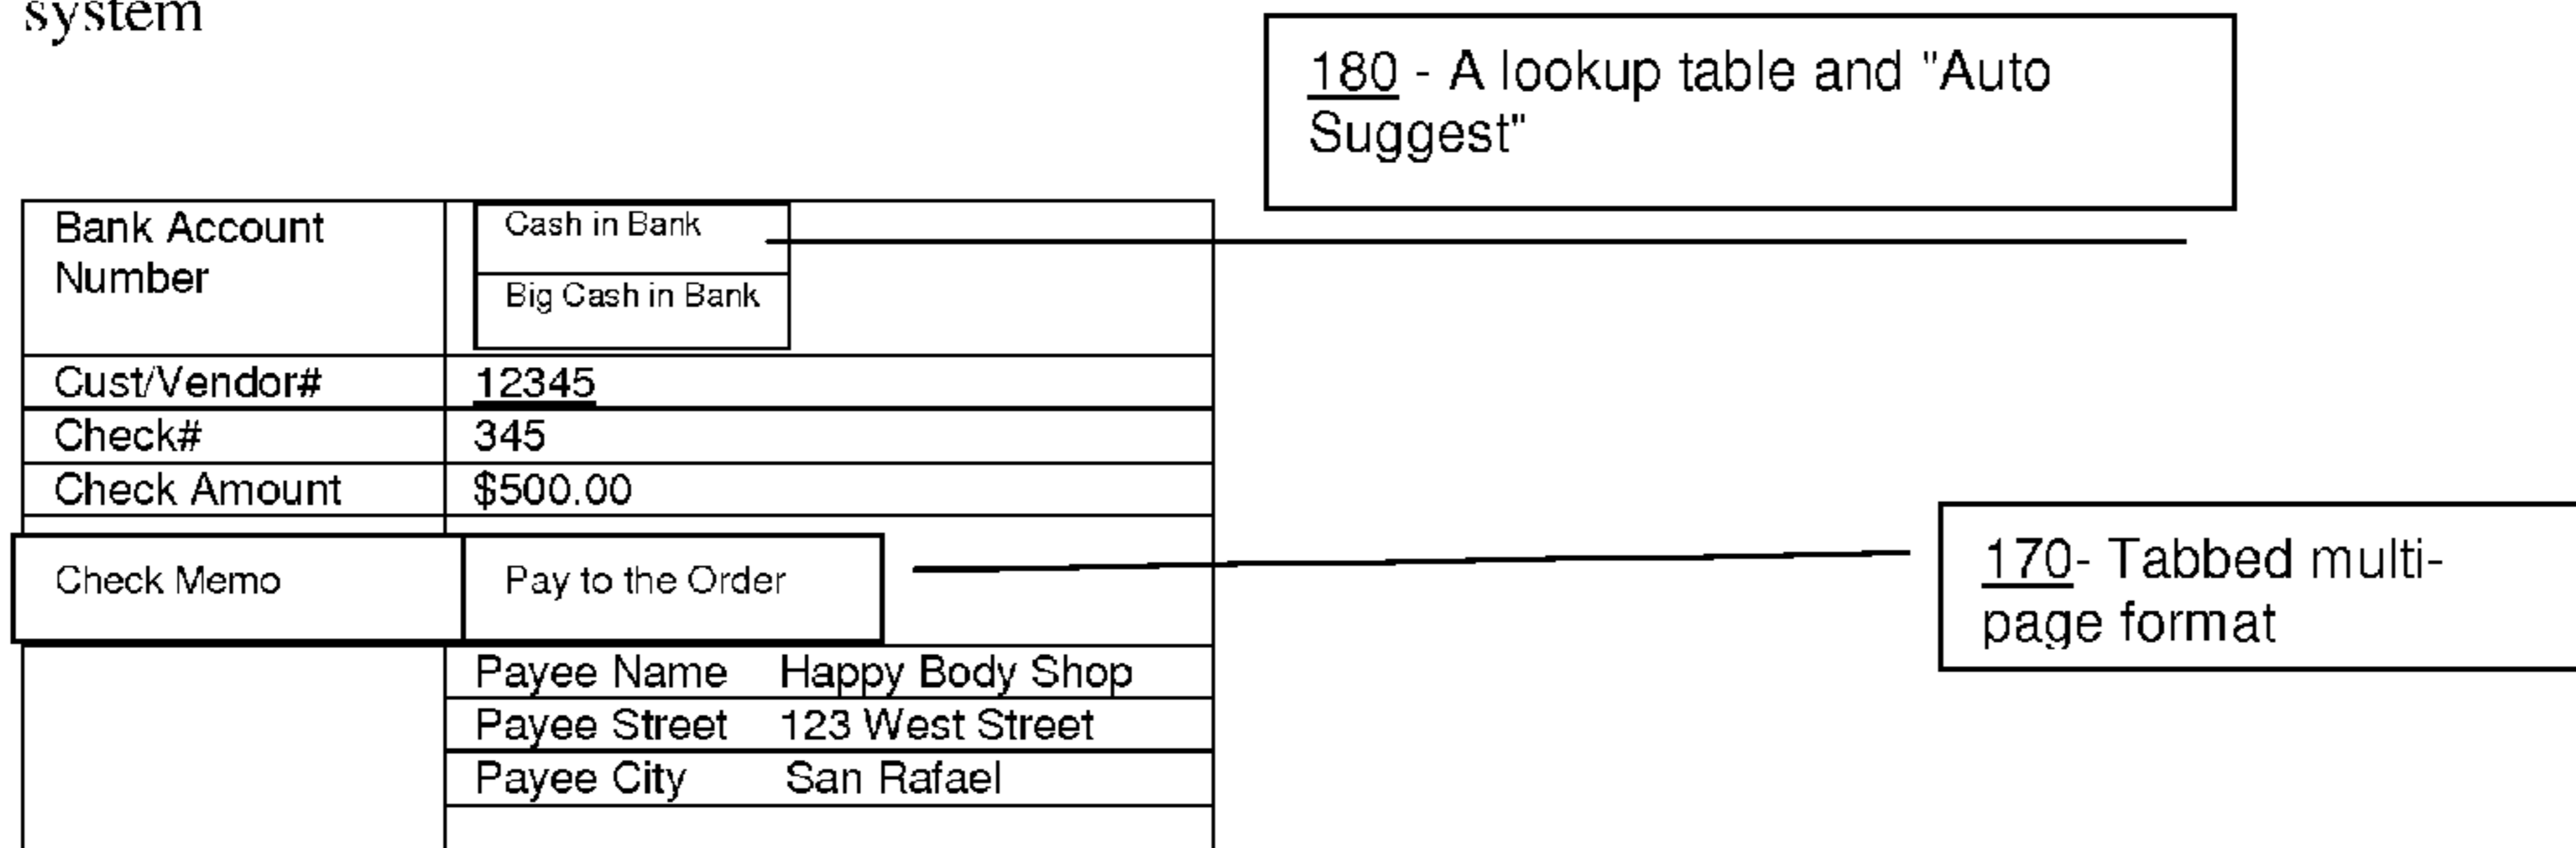 system
180 - A lookup table and "Auto
Suggest"
Bank Account
Number
Cash in Bank
Big Cash in Bank
Cust/Vendor# 12345
Check# 345
Check Amount $500.00
Check Memo Pay to the Order
170- Tabbed multi-
page format
Payee Name Happy Body Shop
Payee Street 123 West Street
Payee City San Rafael